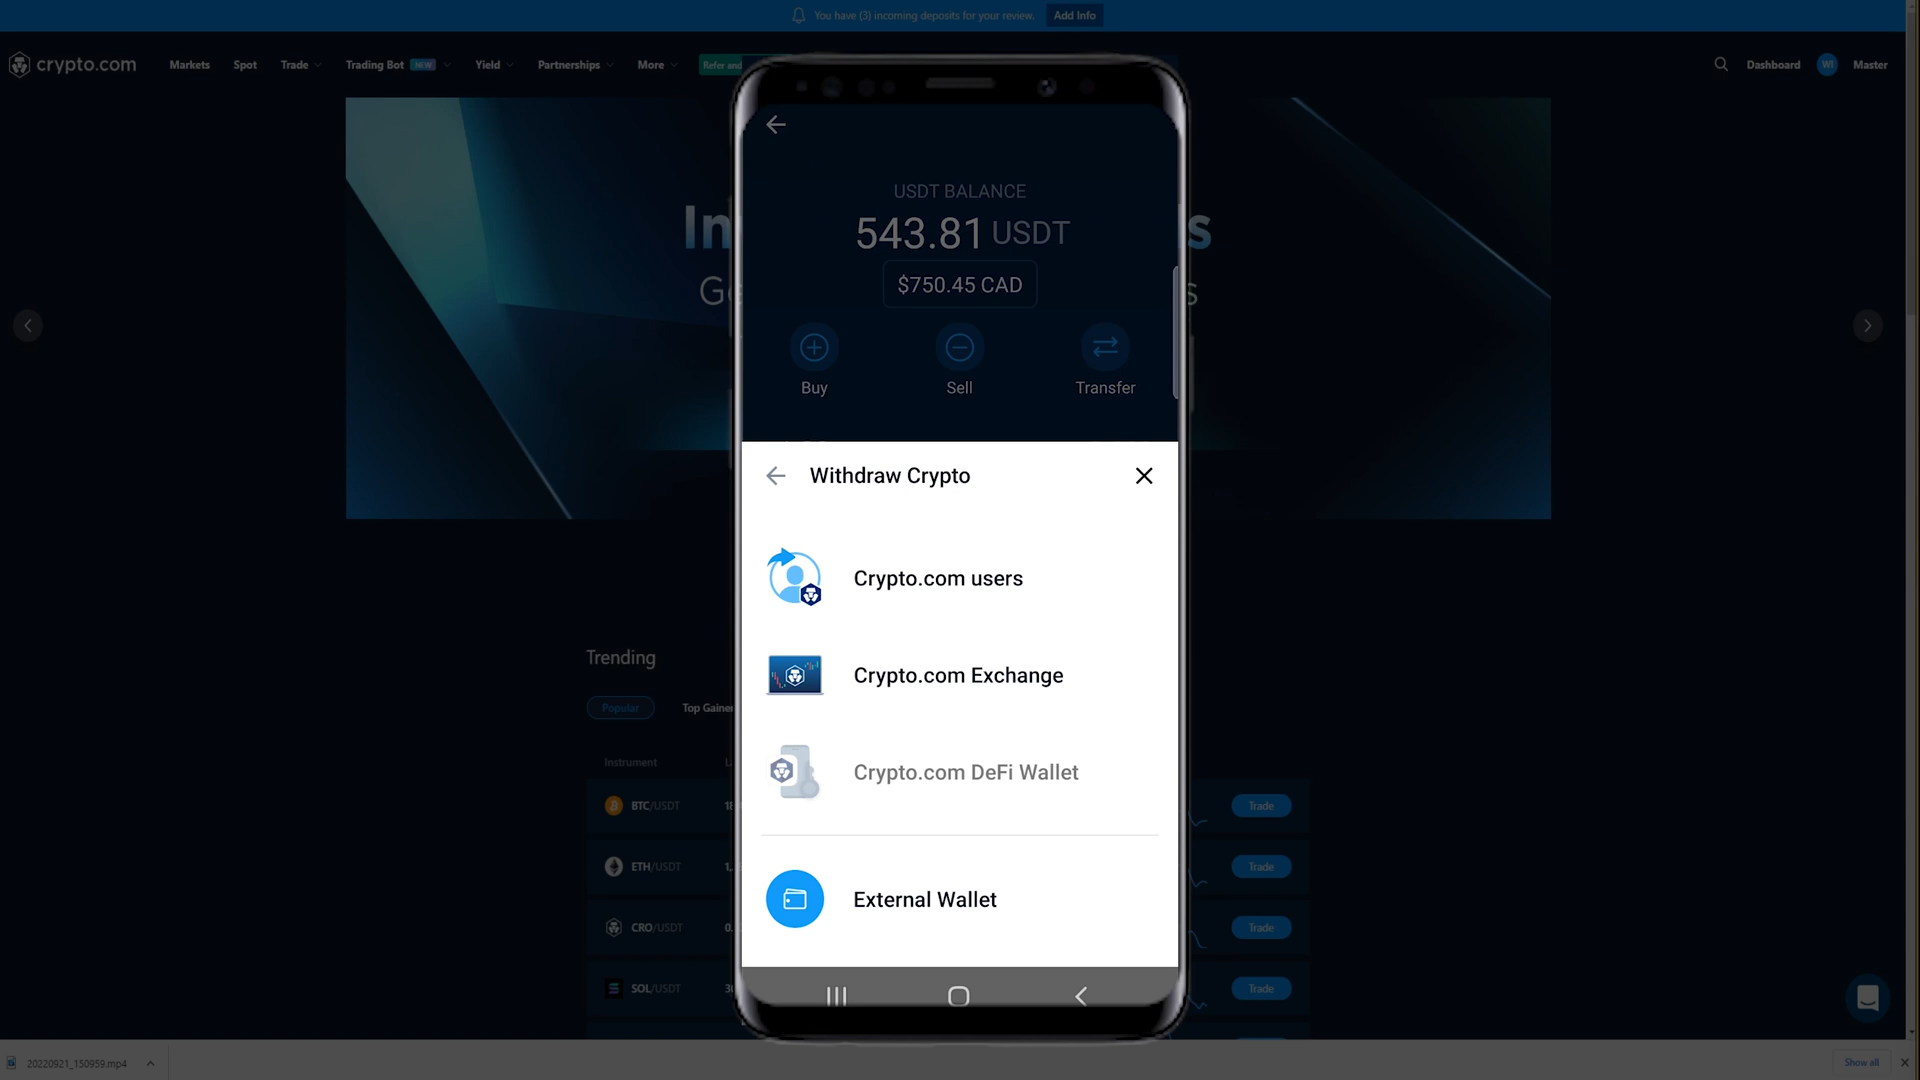 You have (3) incoming deposits for your review. Add Info
crypto.com Markets Spot Trade Trading Bot NEW Yield Partnerships More Refer and Dashboard WI Master
USDT BALANCE
543.81 USDT
$750.45 CAD
Buy Sell Transfer
Withdraw Crypto
Crypto.com users
Crypto.com Exchange
Crypto.com DeFi Wallet
External Wallet
Trending
Popular Top Gaine
Instrument
BTC/USDT Trade
ETH/USDT Trade
CRO/USDT Trade
SOL/USDT Trade
20220921_150959.mp4 Show all